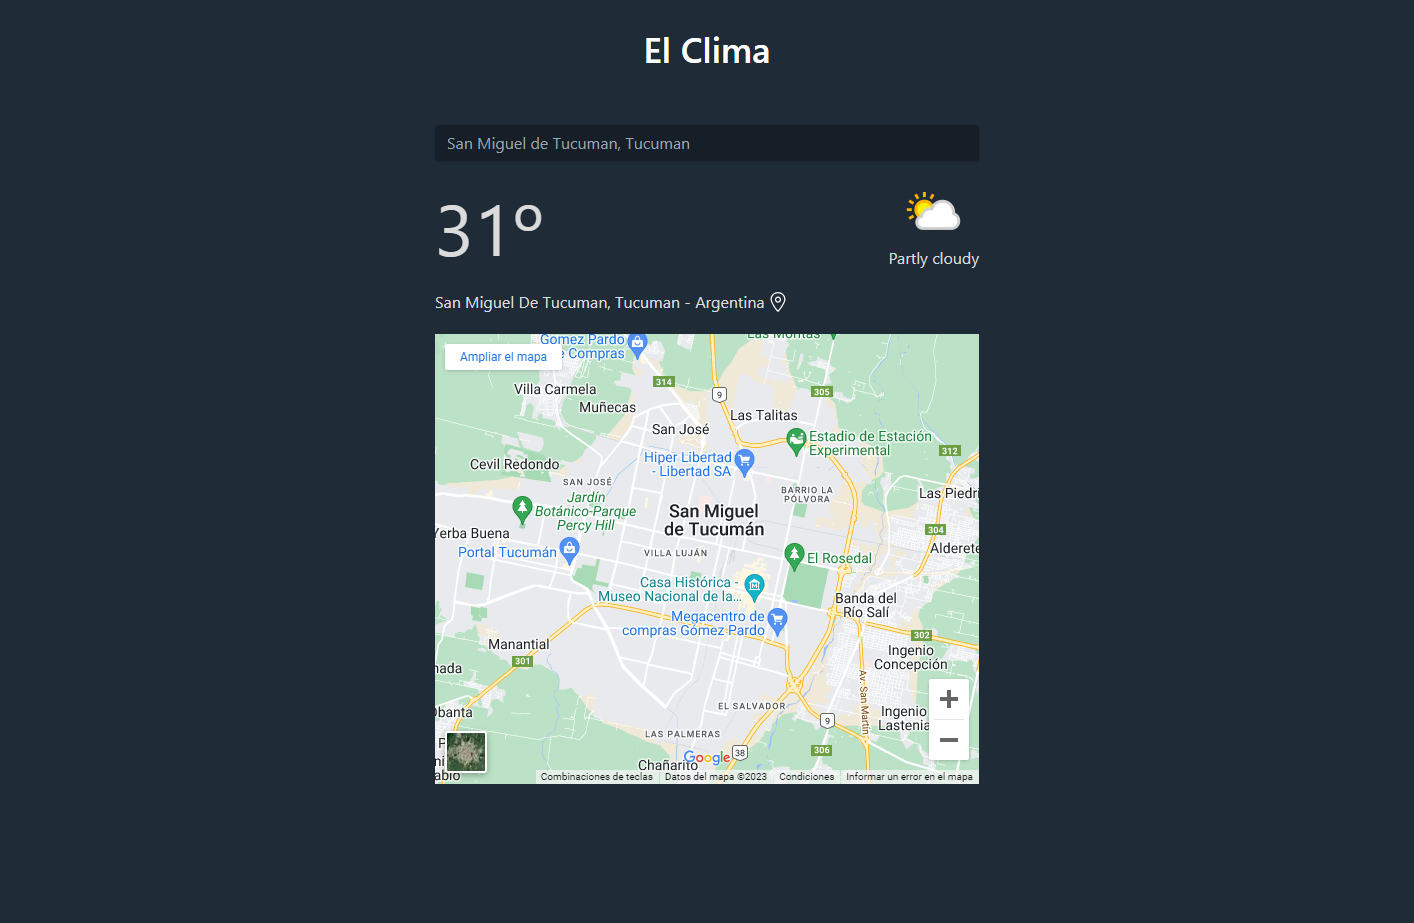 El Clima
San Miguel de Tucuman, Tucuman
31°
Partly cloudy
San Miguel De Tucuman, Tucuman - Argentina
Gomez Pardo
e Compras
Las Moritas
Ampliar el mapa
314
9
305
Villa Carmela
Muñecas
Las Talitas
San José
Estadio de Estación
Experimental
312
Hiper Libertad
- Libertad SA
Cevil Redondo
SAN JOSÉ
BARRIO LA
PÓLVORA
Las Piedri
Jardín
Botánico-Parque
Percy Hill
San Miguel
de Tucumán
304
Yerba Buena
Alderete
Portal Tucumán
VILLA LUJÁN
El Rosedal
Casa Histórica -
Museo Nacional de la...
Banda del
Río Salí
Megacentro de
compras Gómez Pardo
302
Manantial
301
Ingenio
Concepción
nada
Av. San Martín
EL SALVADOR
Obanta
9
Ingenio
Lastenia
LAS PALMERAS
P
ni
ablo
38
306
Google
Chañarito
Combinaciones de teclas
Datos del mapa ©2023
Condiciones
Informar un error en el mapa